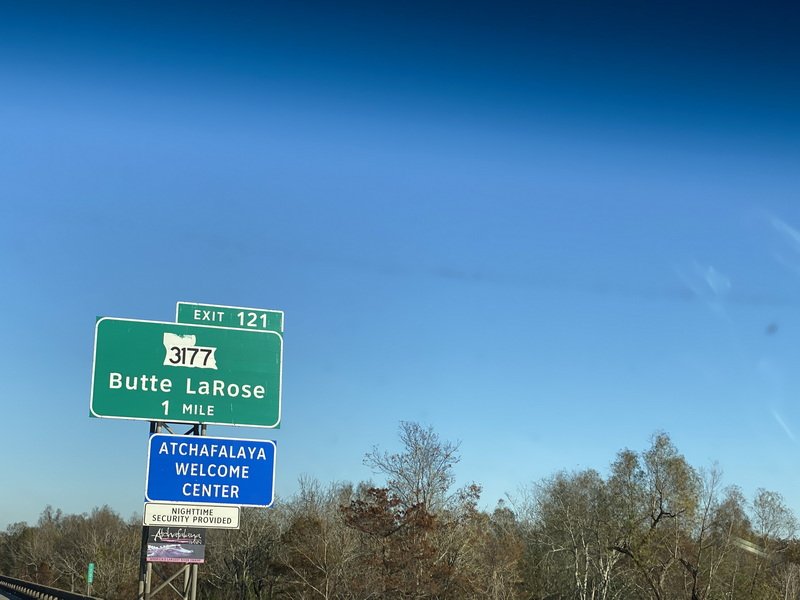 EXIT 121
3177
Butte LaRose
1 MILE
ATCHAFALAYA
WELCOME
CENTER
NIGHTTIME
SECURITY PROVIDED
Atchafalaya